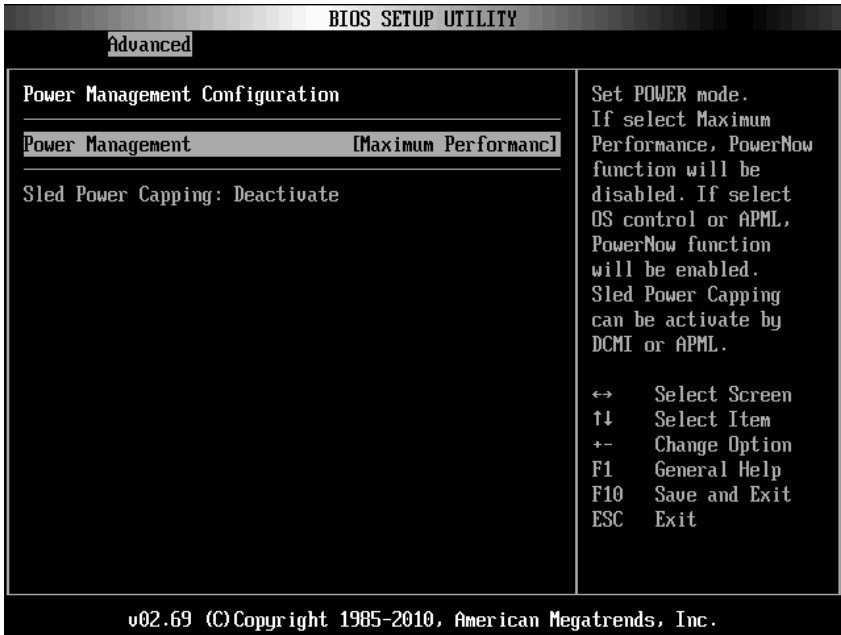 BIOS SETUP UTILITY
Advanced
Power Management Configuration
Power Management [Maximum Performanc]
Sled Power Capping: Deactivate
Set POWER mode.
If select Maximum
Performance, PowerNow
function will be
disabled. If select
OS control or APML,
PowerNow function
will be enabled.
Sled Power Capping
can be activate by
DCMI or APML.
↔ Select Screen
↑↓ Select Item
+- Change Option
F1 General Help
F10 Save and Exit
ESC Exit
v02.69 (C)Copyright 1985-2010, American Megatrends, Inc.